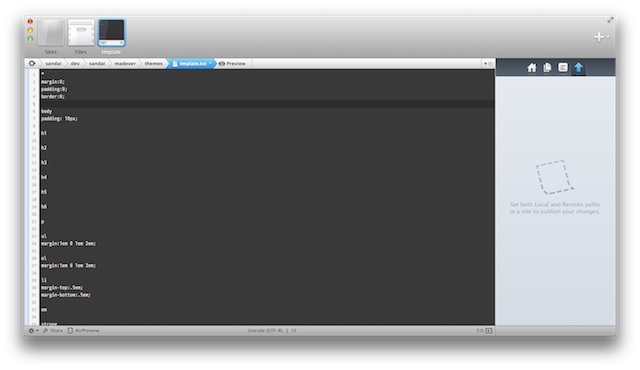 Sites Files tmplate
sandai dev sandai madever themes tmplate.txt Preview
*
margin:0;
padding:0;
border:0;
body
padding: 10px;
h1
h2
h3
h4
h5
h6
p
ul
margin:1em 0 1em 2em;
ol
margin:1em 0 1em 2em;
li
margin-top:.5em;
margin-bottom:.5em;
em
strong
Set both Local and Remote paths
in a site to publish your changes.
Share AirPreview Unicode (UTF-8) LF